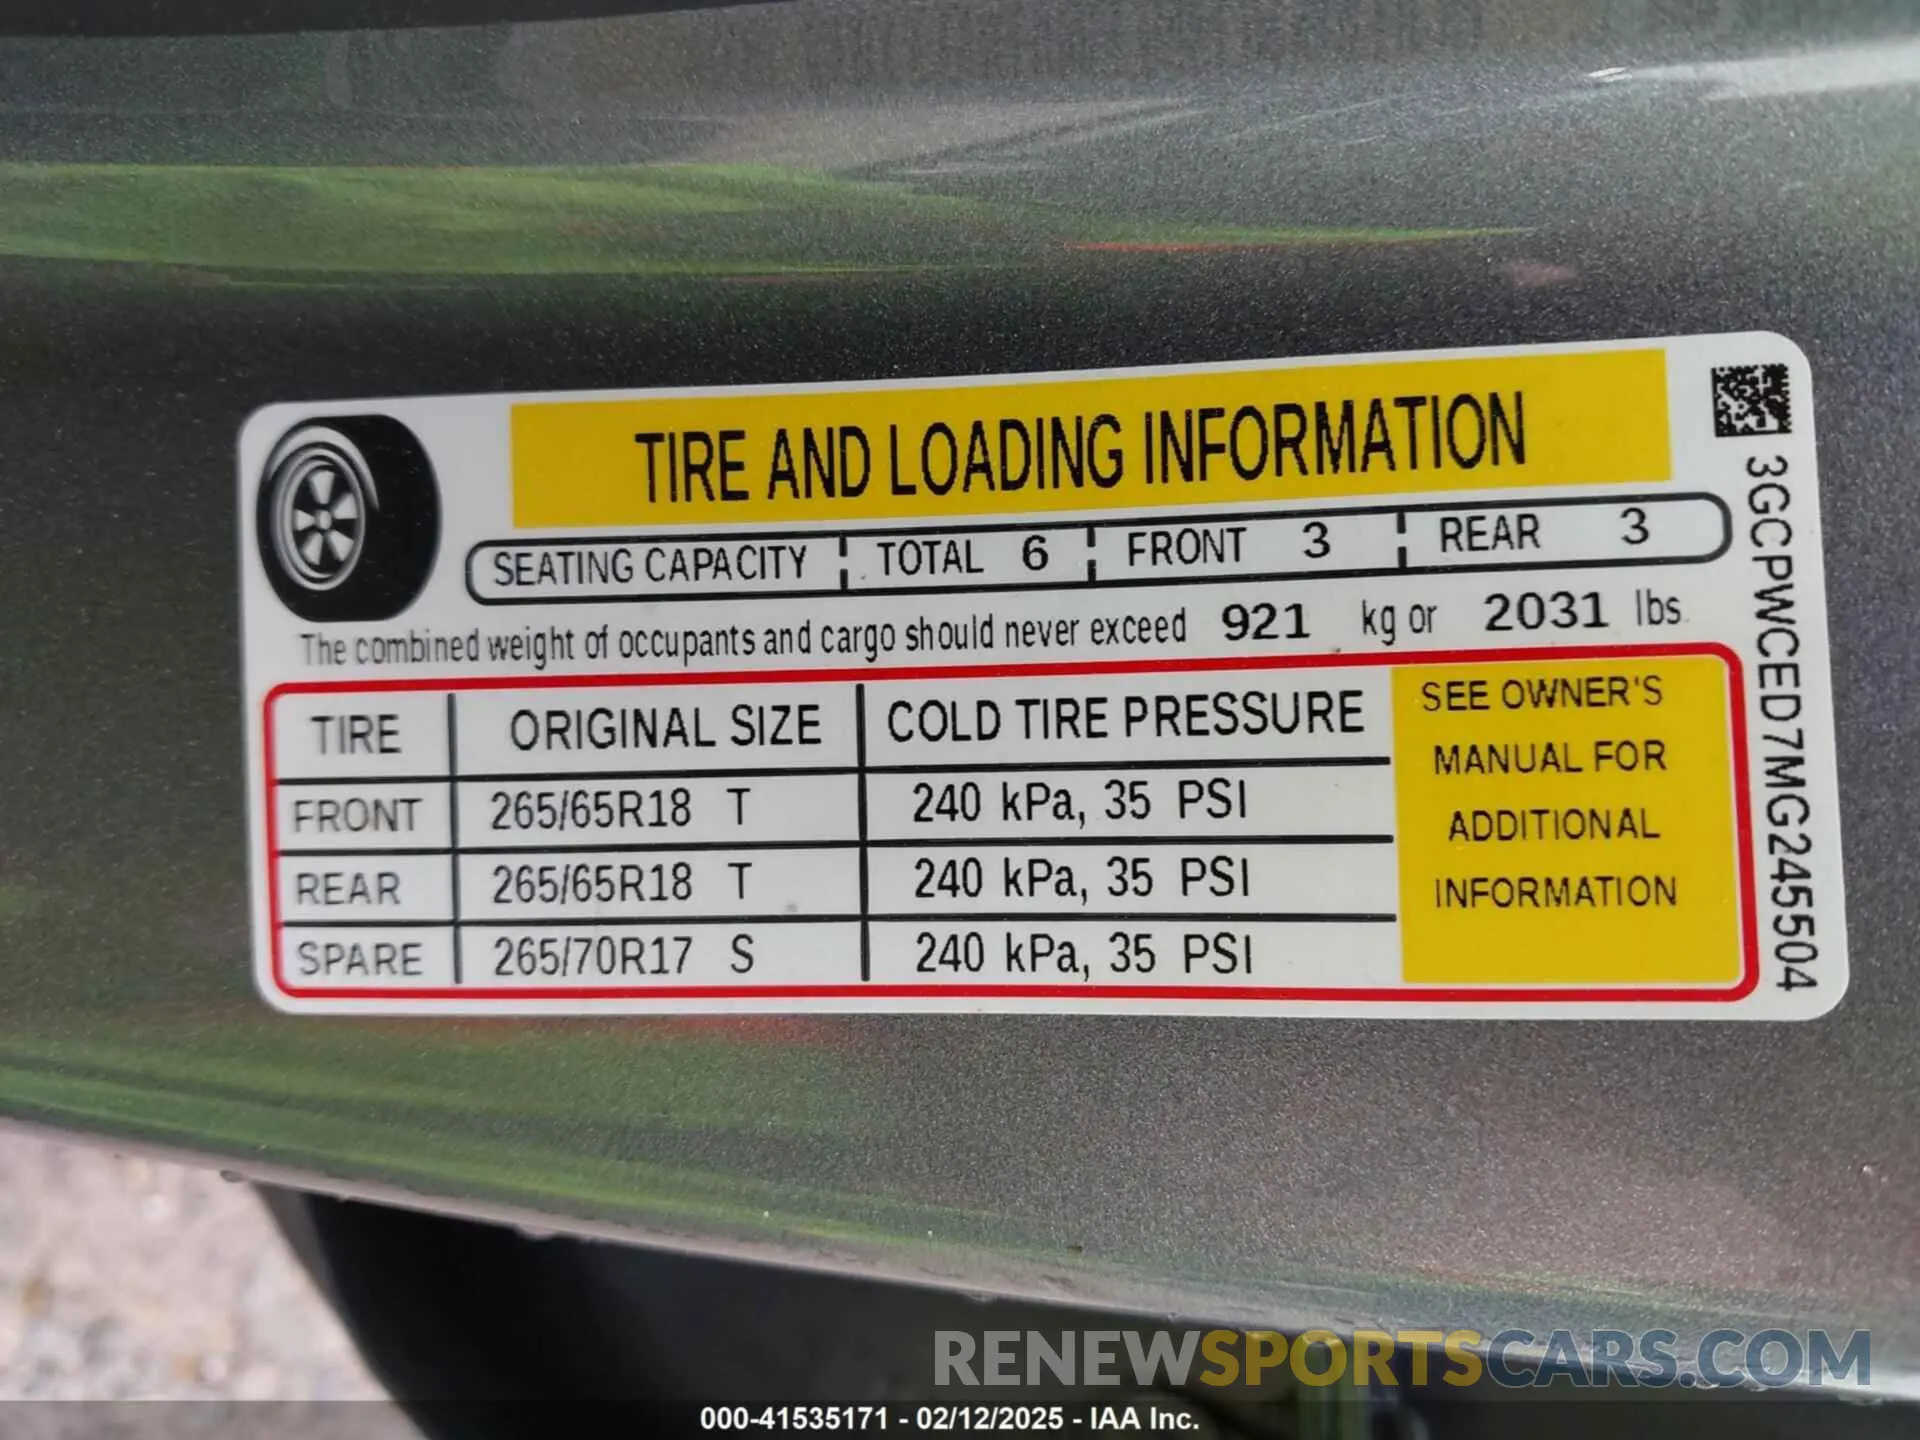 TIRE AND LOADING INFORMATION
SEATING CAPACITY TOTAL 6 FRONT 3 REAR 3
The combined weight of occupants and cargo should never exceed 921 kg or 2031 lbs.
TIRE ORIGINAL SIZE COLD TIRE PRESSURE
FRONT 265/65R18 T 240 kPa, 35 PSI
REAR 265/65R18 T 240 kPa, 35 PSI
SPARE 265/70R17 S 240 kPa, 35 PSI
SEE OWNER'S
MANUAL FOR
ADDITIONAL
INFORMATION
3GCPWCED7MG245504
RENEWSPORTSCARS.COM
000-41535171 - 02/12/2025 - IAA Inc.